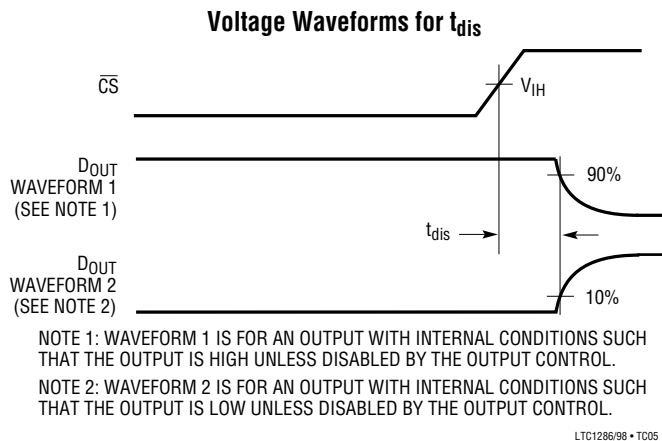 Voltage Waveforms for tdis
CS
VIH
DOUT
WAVEFORM 1
(SEE NOTE 1)
90%
tdis
DOUT
WAVEFORM 2
(SEE NOTE 2)
10%
NOTE 1: WAVEFORM 1 IS FOR AN OUTPUT WITH INTERNAL CONDITIONS SUCH
THAT THE OUTPUT IS HIGH UNLESS DISABLED BY THE OUTPUT CONTROL.
NOTE 2: WAVEFORM 2 IS FOR AN OUTPUT WITH INTERNAL CONDITIONS SUCH
THAT THE OUTPUT IS LOW UNLESS DISABLED BY THE OUTPUT CONTROL.
LTC1286/98 • TC05